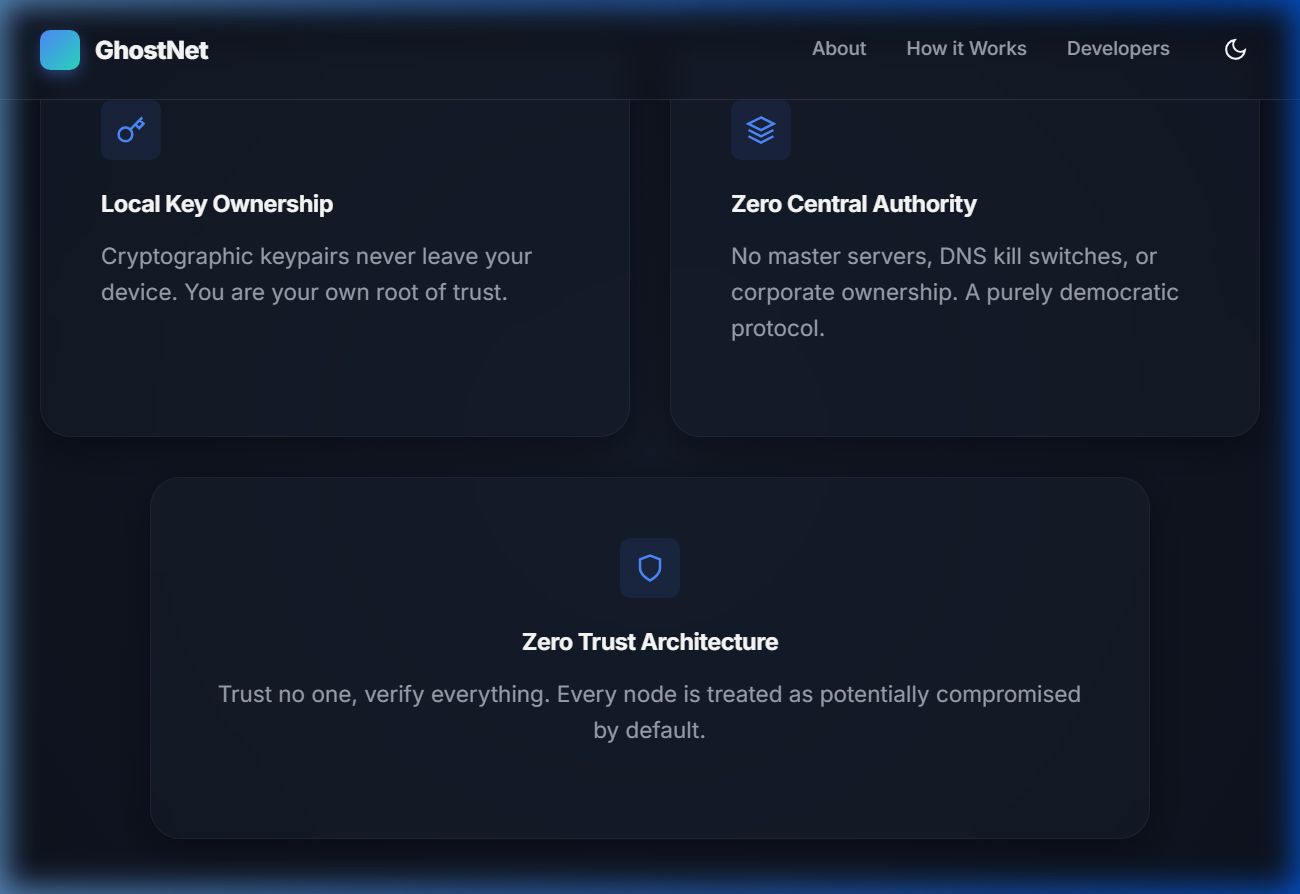 GhostNet
About
How it Works
Developers
Local Key Ownership
Cryptographic keypairs never leave your
device. You are your own root of trust.
Zero Central Authority
No master servers, DNS kill switches, or
corporate ownership. A purely democratic
protocol.
Zero Trust Architecture
Trust no one, verify everything. Every node is treated as potentially compromised
by default.